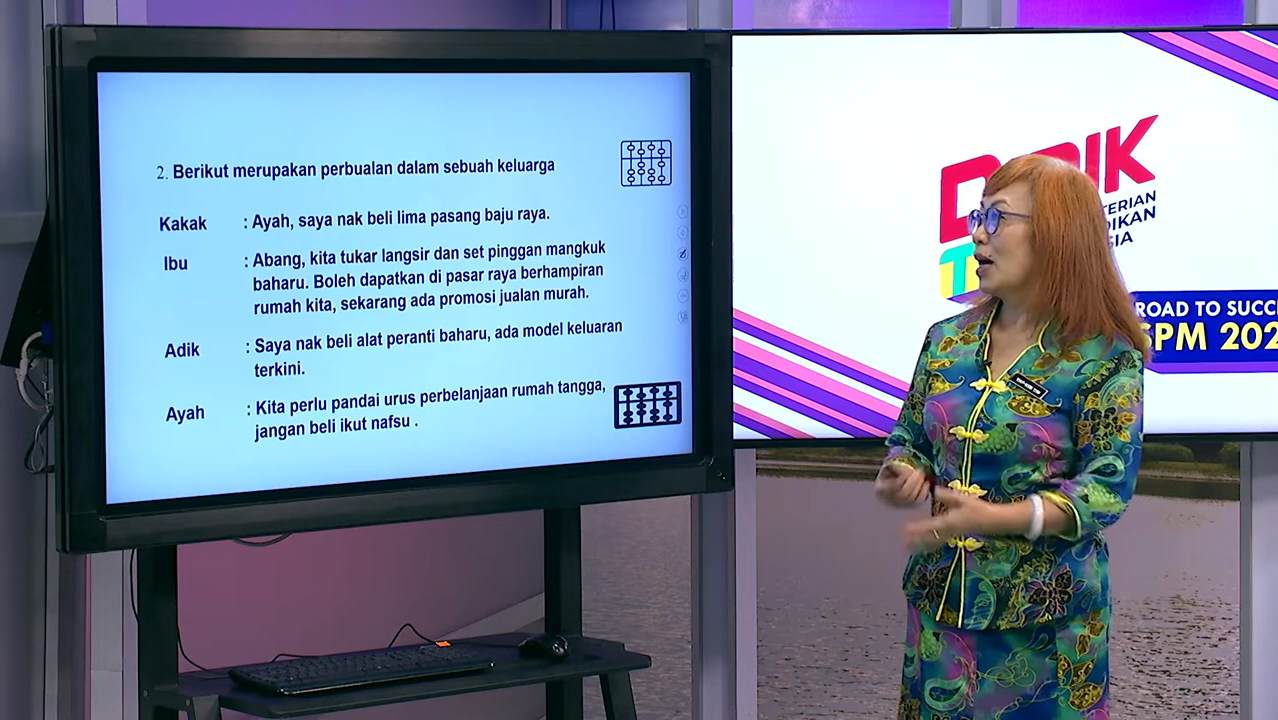 2. Berikut merupakan perbualan dalam sebuah keluarga
Kakak : Ayah, saya nak beli lima pasang baju raya.
Ibu : Abang, kita tukar langsir dan set pinggan mangkuk
baharu. Boleh dapatkan di pasar raya berhampiran
rumah kita, sekarang ada promosi jualan murah.
Adik : Saya nak beli alat peranti baharu, ada model keluaran
terkini.
Ayah : Kita perlu pandai urus perbelanjaan rumah tangga,
jangan beli ikut nafsu .
ROAD TO
SPM